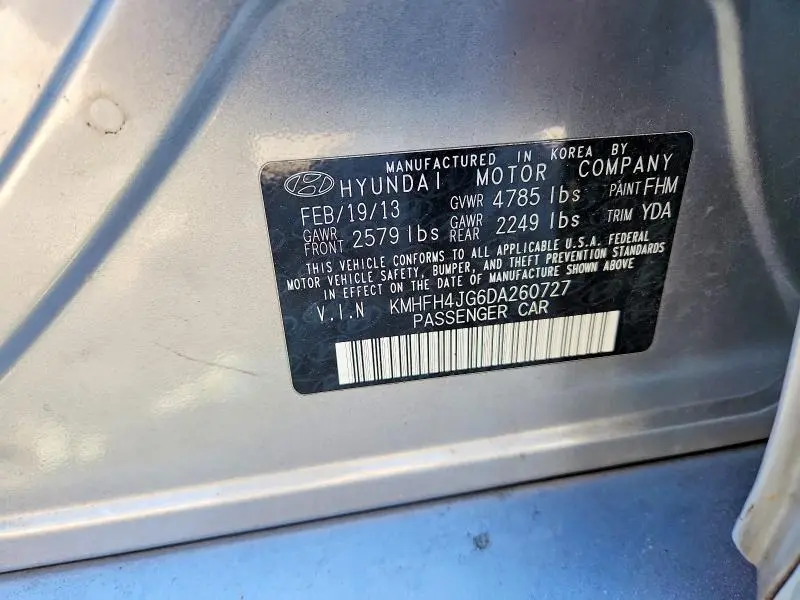 MANUFACTURED IN KOREA BY
HYUNDAI MOTOR COMPANY
FEB/19/13 GVWR 4785 lbs PAINT FHM
GAWR FRONT 2579 lbs GAWR REAR 2249 lbs TRIM YDA
THIS VEHICLE CONFORMS TO ALL APPLICABLE U.S.A. FEDERAL
MOTOR VEHICLE SAFETY, BUMPER, AND THEFT PREVENTION STANDARDS
IN EFFECT ON THE DATE OF MANUFACTURE SHOWN ABOVE
V.I.N KMHFH4JG6DA260727
PASSENGER CAR